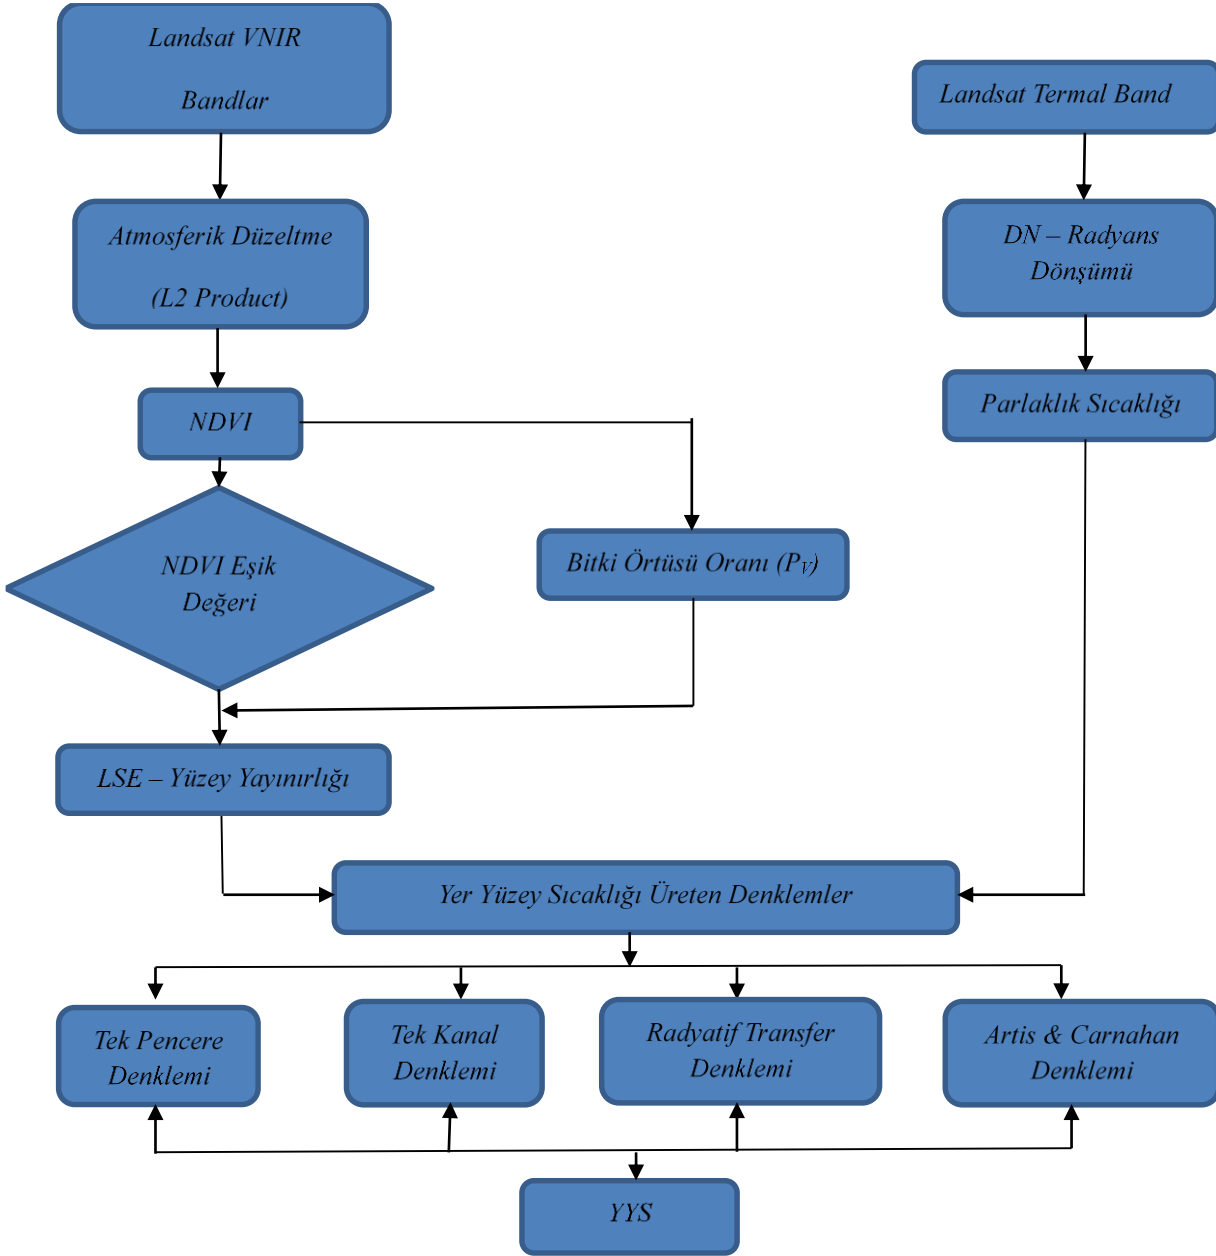 Landsat VNIR
Bandlar
Landsat Termal Band
Atmosferik Düzeltme
(L2 Product)
DN – Radyans
Dönşümü
NDVI
Parlaklık Sıcaklığı
NDVI Eşik
Değeri
Bitki Örtüsü Oranı (PV)
LSE – Yüzey Yayınırlığı
Yer Yüzey Sıcaklığı Üreten Denklemler
Tek Pencere
Denklemi
Tek Kanal
Denklemi
Radyatif Transfer
Denklemi
Artis & Carnahan
Denklemi
YYS